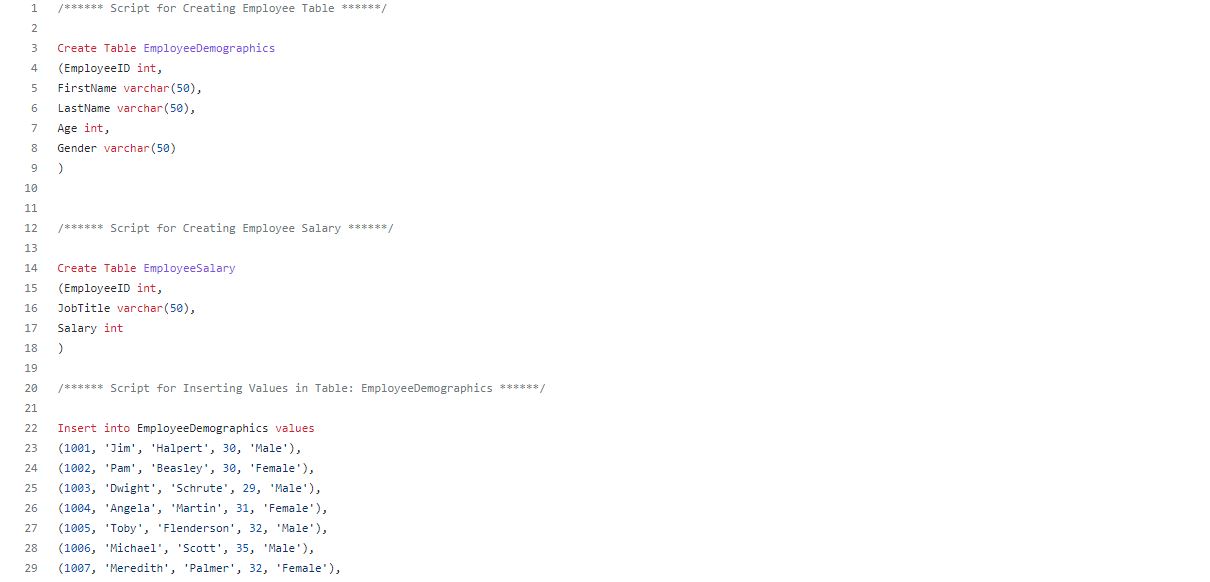 1 /****** Script for Creating Employee Table ******/
2
3 Create Table EmployeeDemographics
4 (EmployeeID int,
5 FirstName varchar(50),
6 LastName varchar(50),
7 Age int,
8 Gender varchar(50)
9 )
10
11
12 /****** Script for Creating Employee Salary ******/
13
14 Create Table EmployeeSalary
15 (EmployeeID int,
16 JobTitle varchar(50),
17 Salary int
18 )
19
20 /****** Script for Inserting Values in Table: EmployeeDemographics ******/
21
22 Insert into EmployeeDemographics values
23 (1001, 'Jim', 'Halpert', 30, 'Male'),
24 (1002, 'Pam', 'Beasley', 30, 'Female'),
25 (1003, 'Dwight', 'Schrute', 29, 'Male'),
26 (1004, 'Angela', 'Martin', 31, 'Female'),
27 (1005, 'Toby', 'Flenderson', 32, 'Male'),
28 (1006, 'Michael', 'Scott', 35, 'Male'),
29 (1007, 'Meredith', 'Palmer', 32, 'Female'),